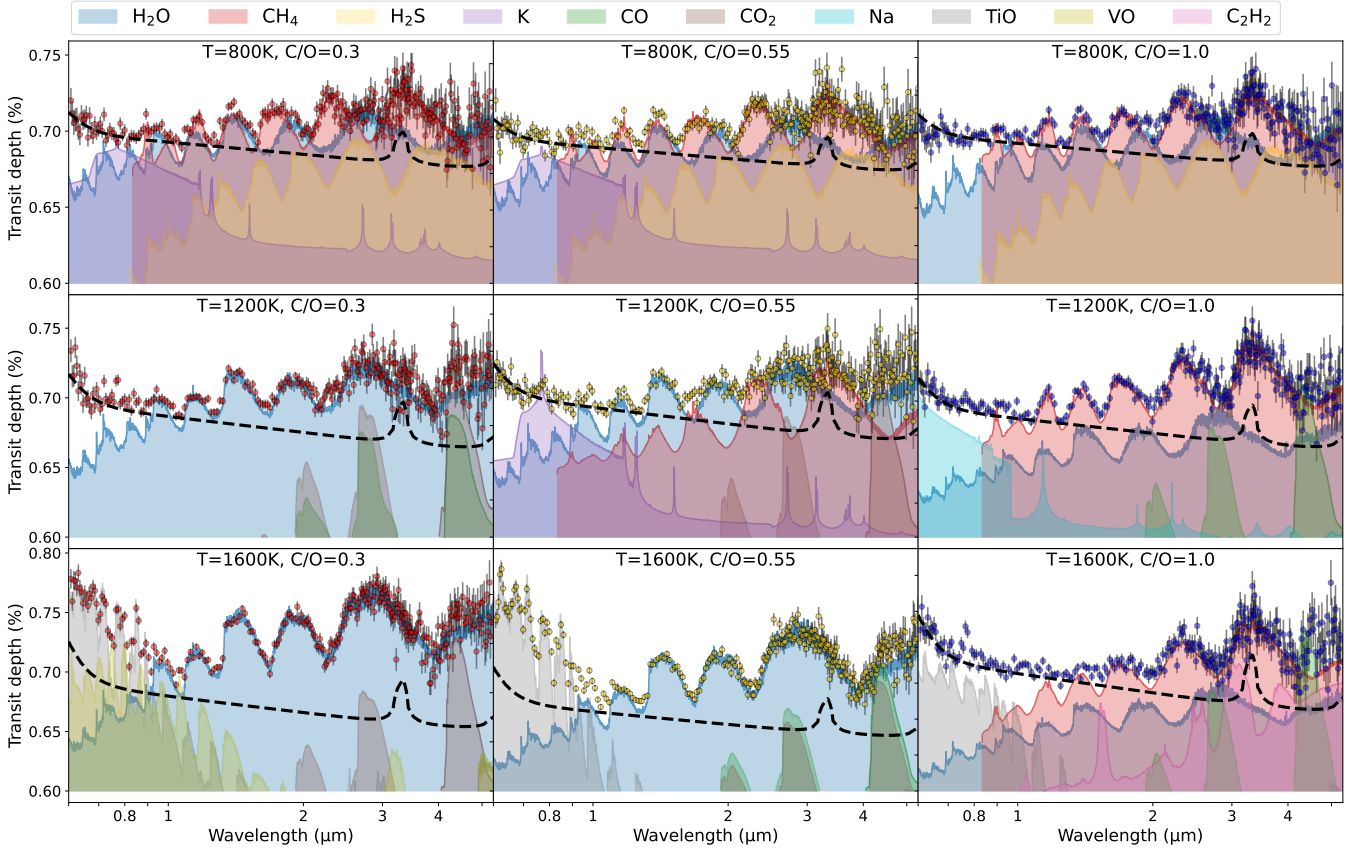 H₂O CH₄ H₂S K CO CO₂ Na TiO VO C₂H₂
T=800K, C/O=0.3 T=800K, C/O=0.55 T=800K, C/O=1.0
0.75
0.70
0.65
0.60
Transit depth (%)
T=1200K, C/O=0.3 T=1200K, C/O=0.55 T=1200K, C/O=1.0
0.75
0.70
0.65
0.60
Transit depth (%)
T=1600K, C/O=0.3 T=1600K, C/O=0.55 T=1600K, C/O=1.0
0.80
0.75
0.70
0.65
0.60
Transit depth (%)
0.8 1 2 3 4 0.8 1 2 3 4 0.8 1 2 3 4
Wavelength (μm) Wavelength (μm) Wavelength (μm)